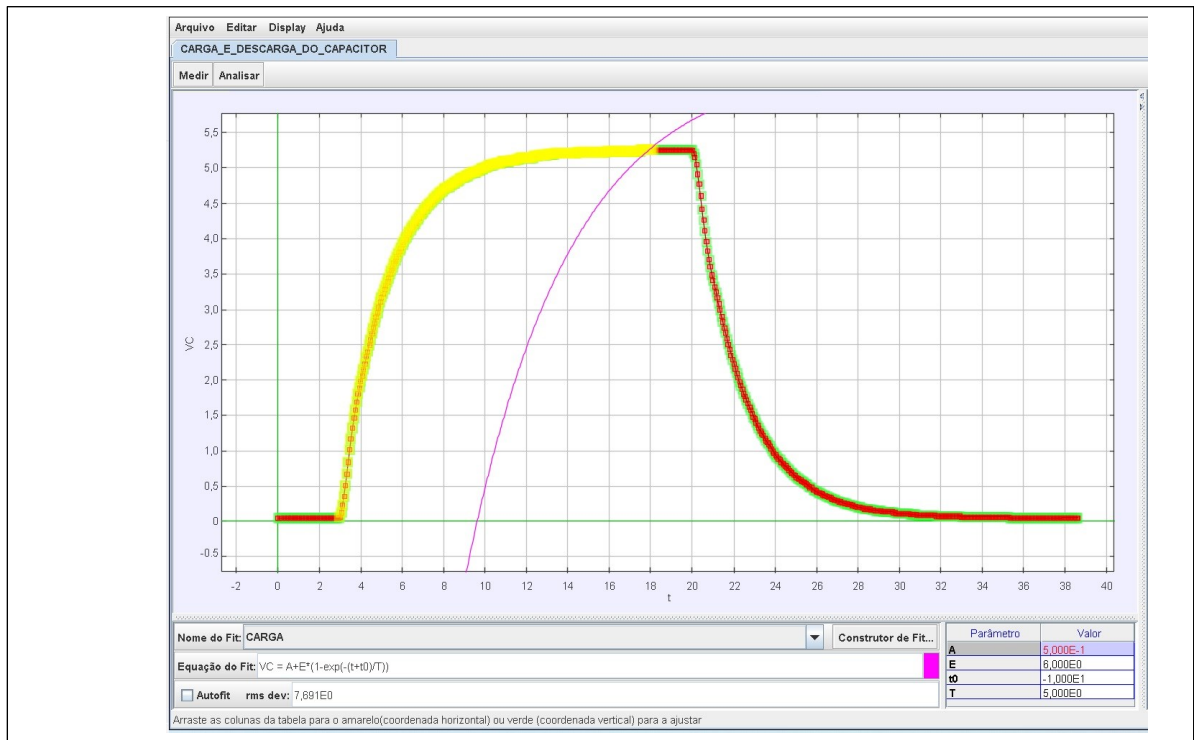 Arquivo Editar Display Ajuda
CARGA_E_DESCARGA_DO_CAPACITOR
Medir Analisar
5,5
5,0
4,5
4,0
3,5
3,0
2,5
2,0
1,5
1,0
0,5
0
-0.5
VC
-2 0 2 4 6 8 10 12 14 16 18 20 22 24 26 28 30 32 34 36 38 40
t
Nome do Fit: CARGA Construtor de Fit...
Equação do Fit: VC = A+E*(1-exp(-(t+t0)/T))
Autofit rms dev: 7,691E0
Parâmetro Valor
A 5,000E-1
E 6,000E0
t0 -1,000E1
T 5,000E0
Arraste as colunas da tabela para o amarelo(coordenada horizontal) ou verde (coordenada vertical) para a ajustar